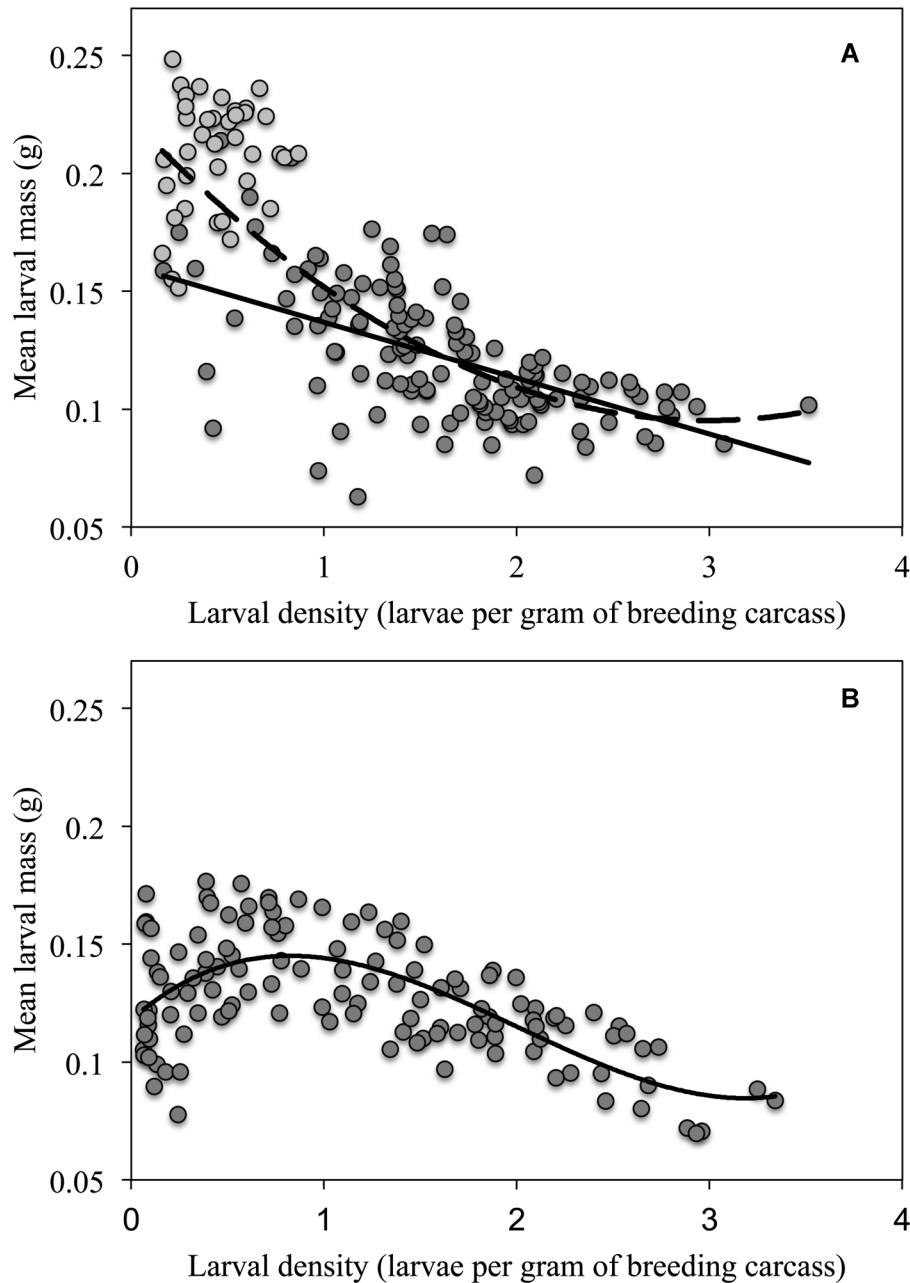 A
0.25
0.2
0.15
0.1
0.05
Mean larval mass (g)
0 1 2 3 4
Larval density (larvae per gram of breeding carcass)
B
0.25
0.2
0.15
0.1
0.05
Mean larval mass (g)
0 1 2 3 4
Larval density (larvae per gram of breeding carcass)